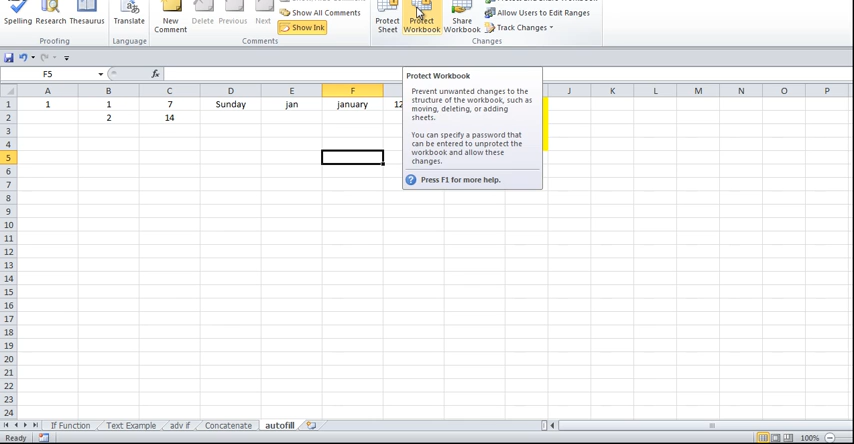 Spelling Research Thesaurus Translate New Comment Delete Previous Next Show All Comments Show Ink Protect Sheet Protect Workbook Share Workbook Allow Users to Edit Ranges Track Changes
Proofing Language Comments Changes
F5 fx
Protect Workbook
Prevent unwanted changes to the
structure of the workbook, such as
moving, deleting, or adding
sheets.
You can specify a password that
can be entered to unprotect the
workbook and allow these
changes.
Press F1 for more help.
A B C D E F J K L M N O P
1 1 1 7 Sunday jan january 12
2 2 14
3
4
5
6
7
8
9
10
11
12
13
14
15
16
17
18
19
20
21
22
23
24
If Function Text Example adv if Concatenate autofill
Ready 100%